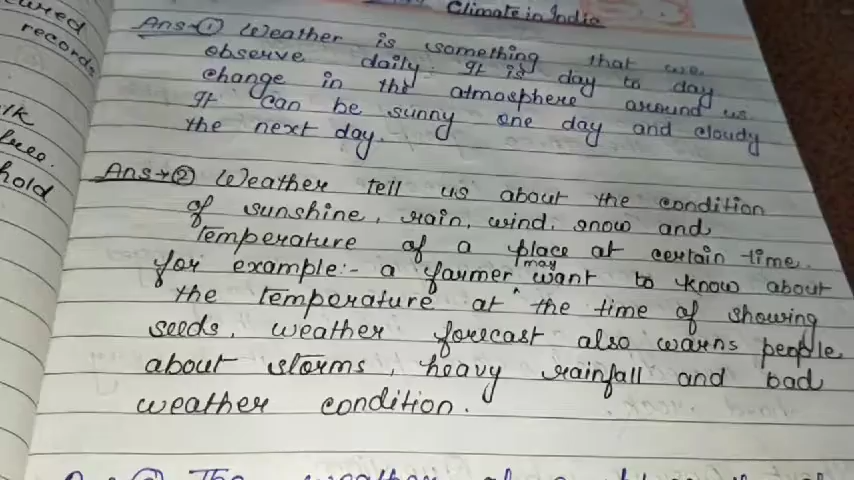 Climate in India
Ans→① Weather is something that we
observe daily. It is day to day
change in the atmosphere around us.
It can be sunny one day and cloudy
the next day.
Ans→② Weather tell us about the condition
of sunshine, rain, wind, snow and
temperature of a place at certain time.
for example:- a farmer may want to know about
the temperature at the time of showing
seeds, weather forecast also warns people
about storms, heavy rainfall and bad
weather condition.
records
hold